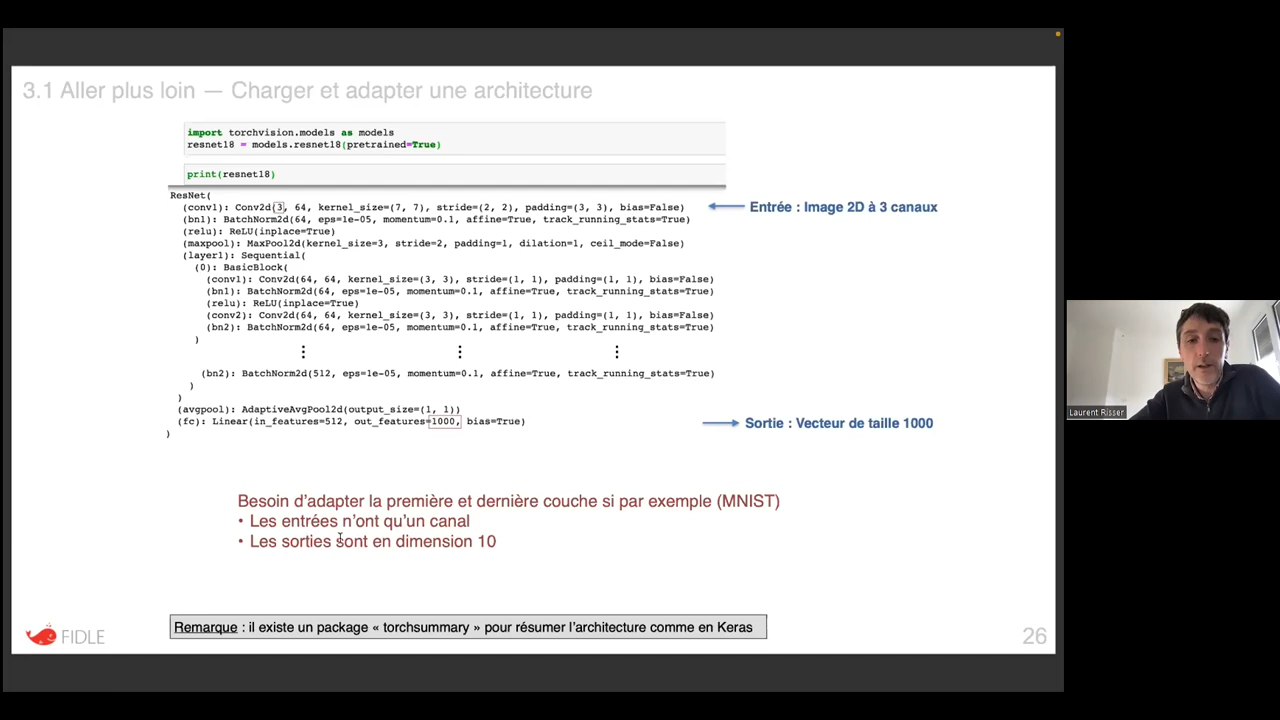 3.1 Aller plus loin — Charger et adapter une architecture
import torchvision.models as models
resnet18 = models.resnet18(pretrained=True)
print(resnet18)
ResNet(
(conv1): Conv2d(3, 64, kernel_size=(7, 7), stride=(2, 2), padding=(3, 3), bias=False)
Entrée : Image 2D à 3 canaux
(bn1): BatchNorm2d(64, eps=1e-05, momentum=0.1, affine=True, track_running_stats=True)
(relu): ReLU(inplace=True)
(maxpool): MaxPool2d(kernel_size=3, stride=2, padding=1, dilation=1, ceil_mode=False)
(layer1): Sequential(
(0): BasicBlock(
(conv1): Conv2d(64, 64, kernel_size=(3, 3), stride=(1, 1), padding=(1, 1), bias=False)
(bn1): BatchNorm2d(64, eps=1e-05, momentum=0.1, affine=True, track_running_stats=True)
(relu): ReLU(inplace=True)
(conv2): Conv2d(64, 64, kernel_size=(3, 3), stride=(1, 1), padding=(1, 1), bias=False)
(bn2): BatchNorm2d(64, eps=1e-05, momentum=0.1, affine=True, track_running_stats=True)
)
⋮ ⋮ ⋮
(bn2): BatchNorm2d(512, eps=1e-05, momentum=0.1, affine=True, track_running_stats=True)
)
)
(avgpool): AdaptiveAvgPool2d(output_size=(1, 1))
(fc): Linear(in_features=512, out_features=1000, bias=True)
Sortie : Vecteur de taille 1000
)
Besoin d'adapter la première et dernière couche si par exemple (MNIST)
• Les entrées n'ont qu'un canal
• Les sorties sont en dimension 10
Remarque : il existe un package « torchsummary » pour résumer l'architecture comme en Keras
FIDLE
26
Laurent Risser